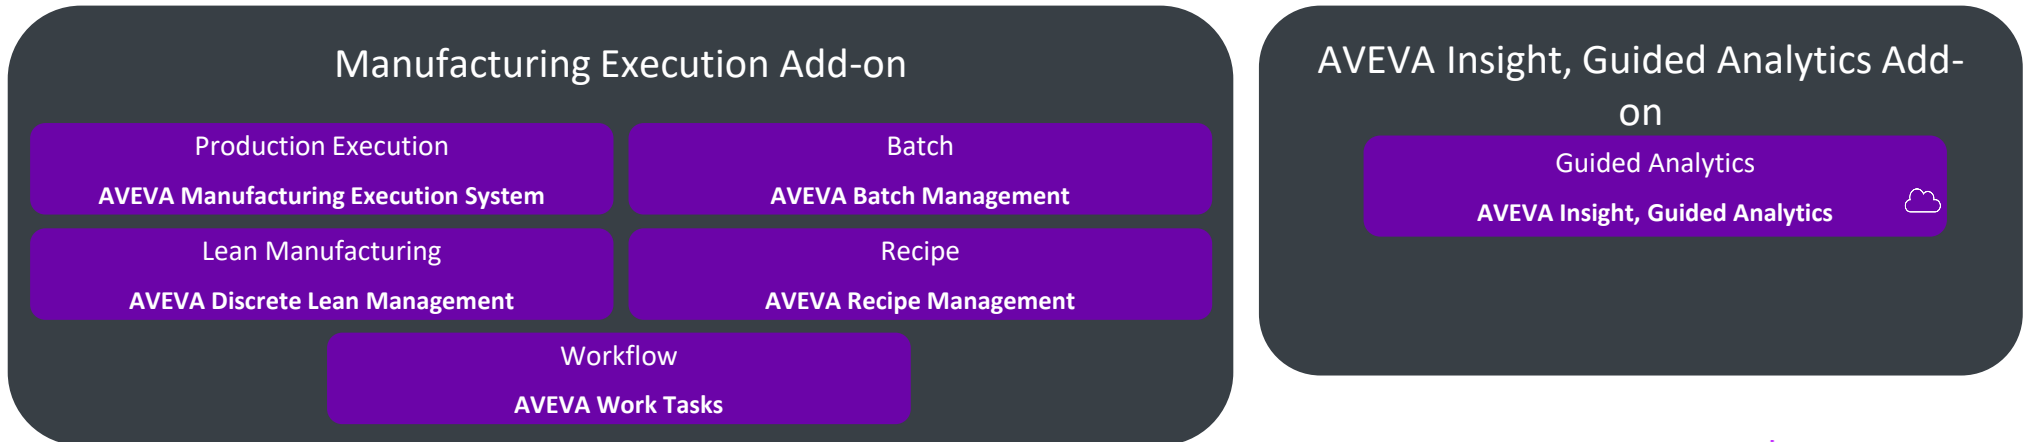 Manufacturing Execution Add-on
Production Execution
AVEVA Manufacturing Execution System
Batch
AVEVA Batch Management
Lean Manufacturing
AVEVA Discrete Lean Management
Recipe
AVEVA Recipe Management
Workflow
AVEVA Work Tasks
AVEVA Insight, Guided Analytics Add-
on
Guided Analytics
AVEVA Insight, Guided Analytics